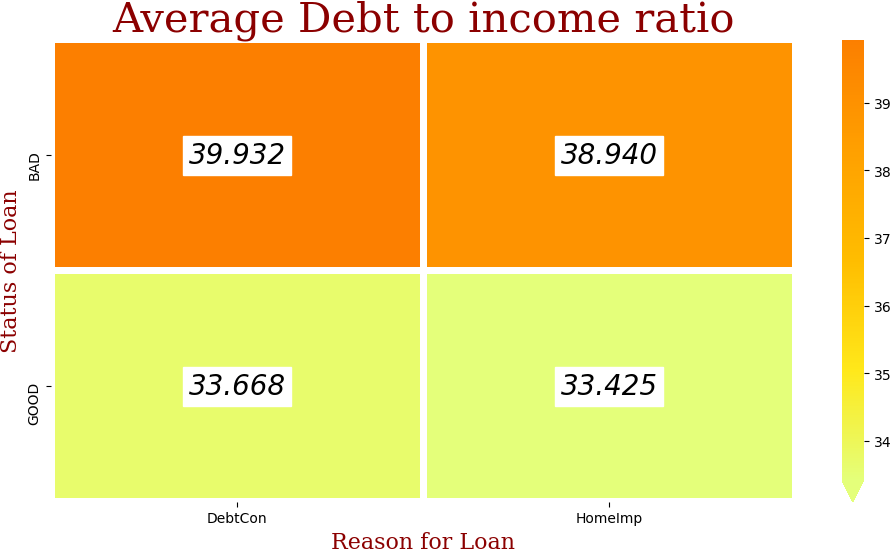 Average Debt to income ratio
Status of Loan
BAD
39.932
38.940
GOOD
33.668
33.425
DebtCon
HomeImp
Reason for Loan
39
38
37
36
35
34